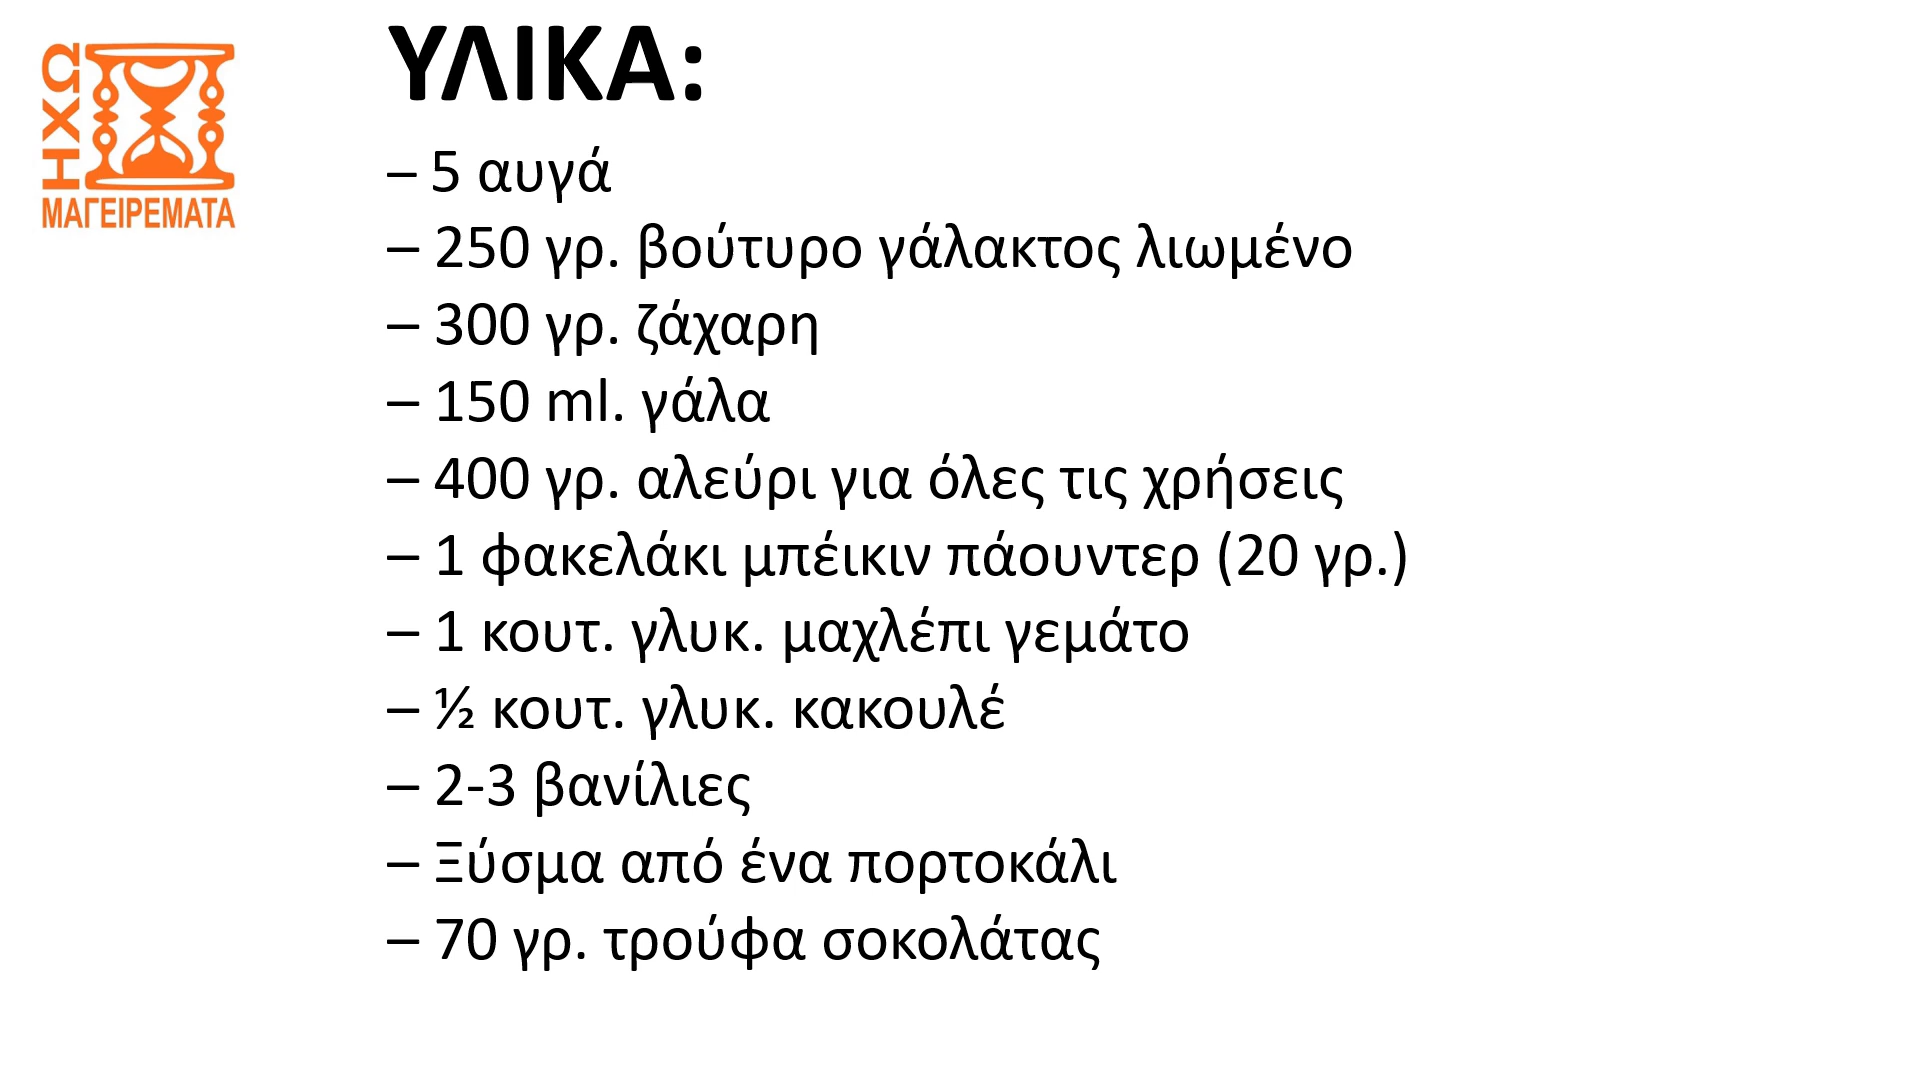 ΗΧΩ
ΜΑΓΕΙΡΕΜΑΤΑ
ΥΛΙΚΑ:
– 5 αυγά
– 250 γρ. βούτυρο γάλακτος λιωμένο
– 300 γρ. ζάχαρη
– 150 ml. γάλα
– 400 γρ. αλεύρι για όλες τις χρήσεις
– 1 φακελάκι μπέικιν πάουντερ (20 γρ.)
– 1 κουτ. γλυκ. μαχλέπι γεμάτο
– ½ κουτ. γλυκ. κακουλέ
– 2-3 βανίλιες
– Ξύσμα από ένα πορτοκάλι
– 70 γρ. τρούφα σοκολάτας